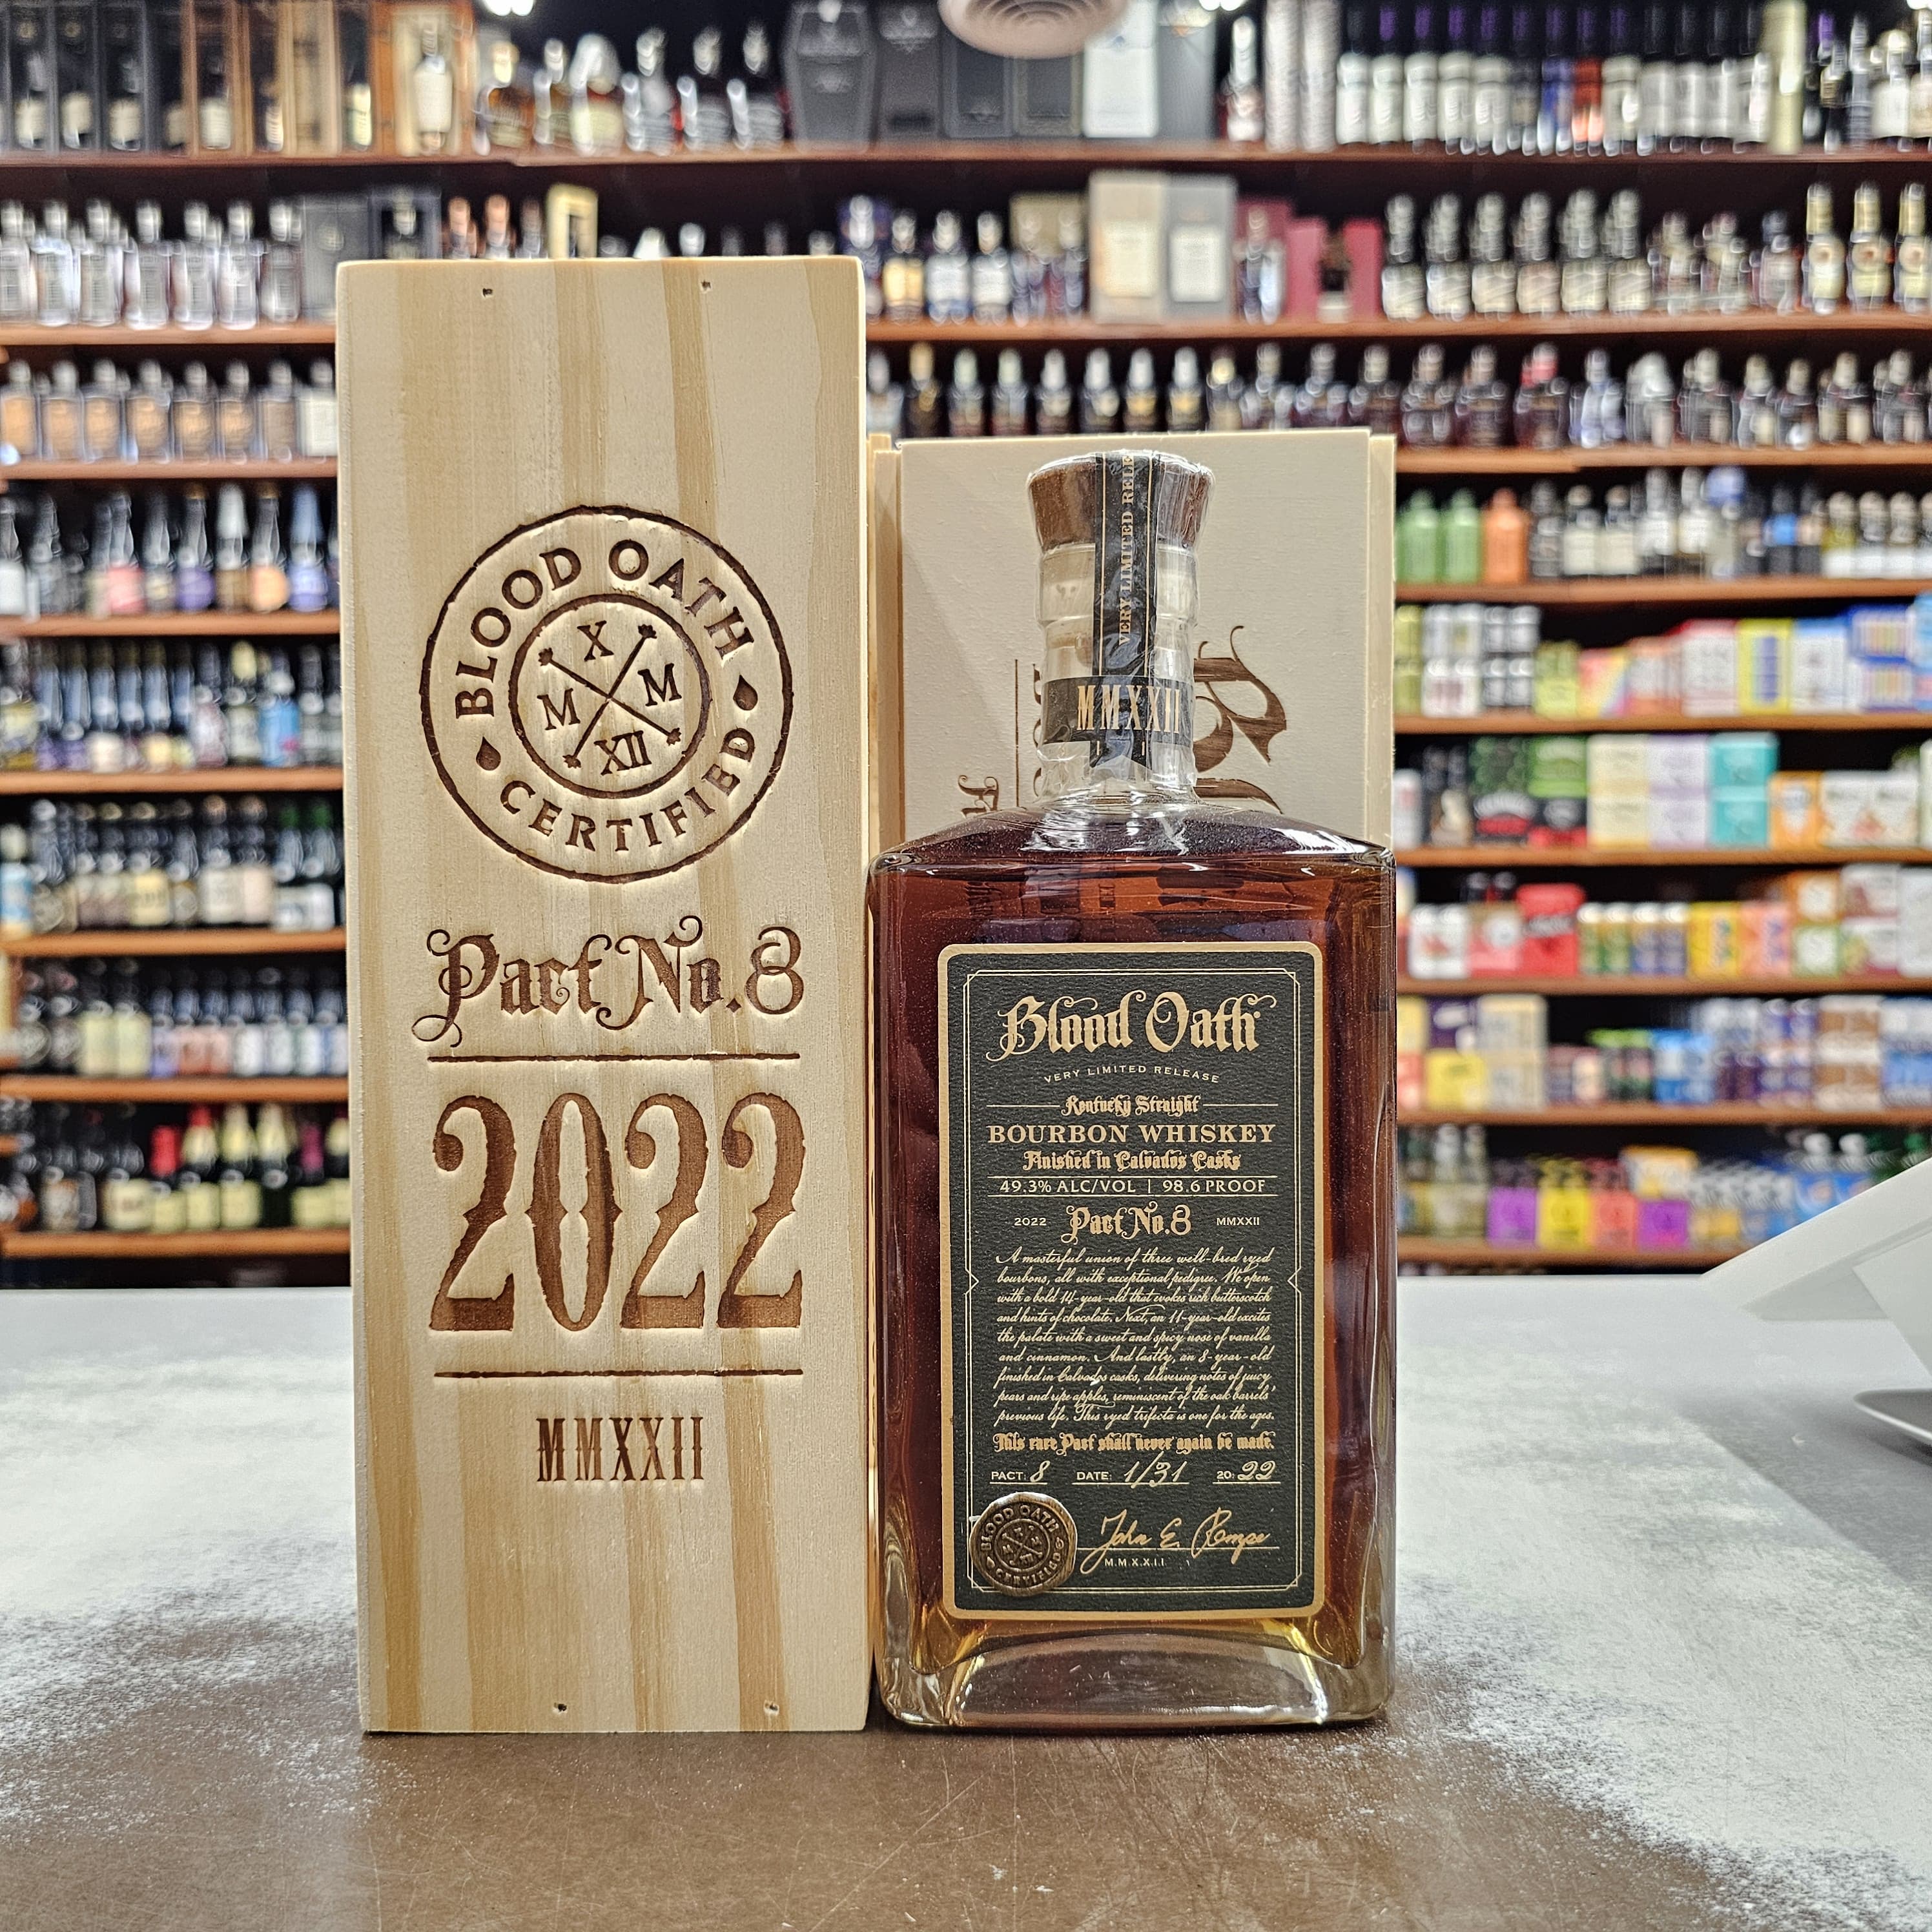 BLOOD OATH
X
M M
XII
CERTIFIED
Pact No. 8
2022
MMXXII
VERY LIMITED RELE
MMXXII
Blood Oath
VERY LIMITED RELEASE
Kentucky Straight
BOURBON WHISKEY
Finished in Calvados Casks
49.3% ALC/VOL | 98.6 PROOF
2022 Pact No. 8 MMXXII
A masterful union of three well-bred ryed
bourbons, all with exceptional pedigree. We open
with a bold 14-year-old that evokes rich butterscotch
and hints of chocolate. Next, an 11-year-old excites
the palate with a sweet and spicy nose of vanilla
and cinnamon. And lastly, an 8-year-old
finished in Calvados casks, delivering notes of juicy
pears and ripe apples, reminiscent of the oak barrels'
previous life. This ryed trifecta is one for the ages.
This rare Pact shall never again be made.
PACT: 8 DATE: 1/31 20: 22
BLOOD OATH
CERTIFIED
John E. Rempe
M.M.X.X.I.I.